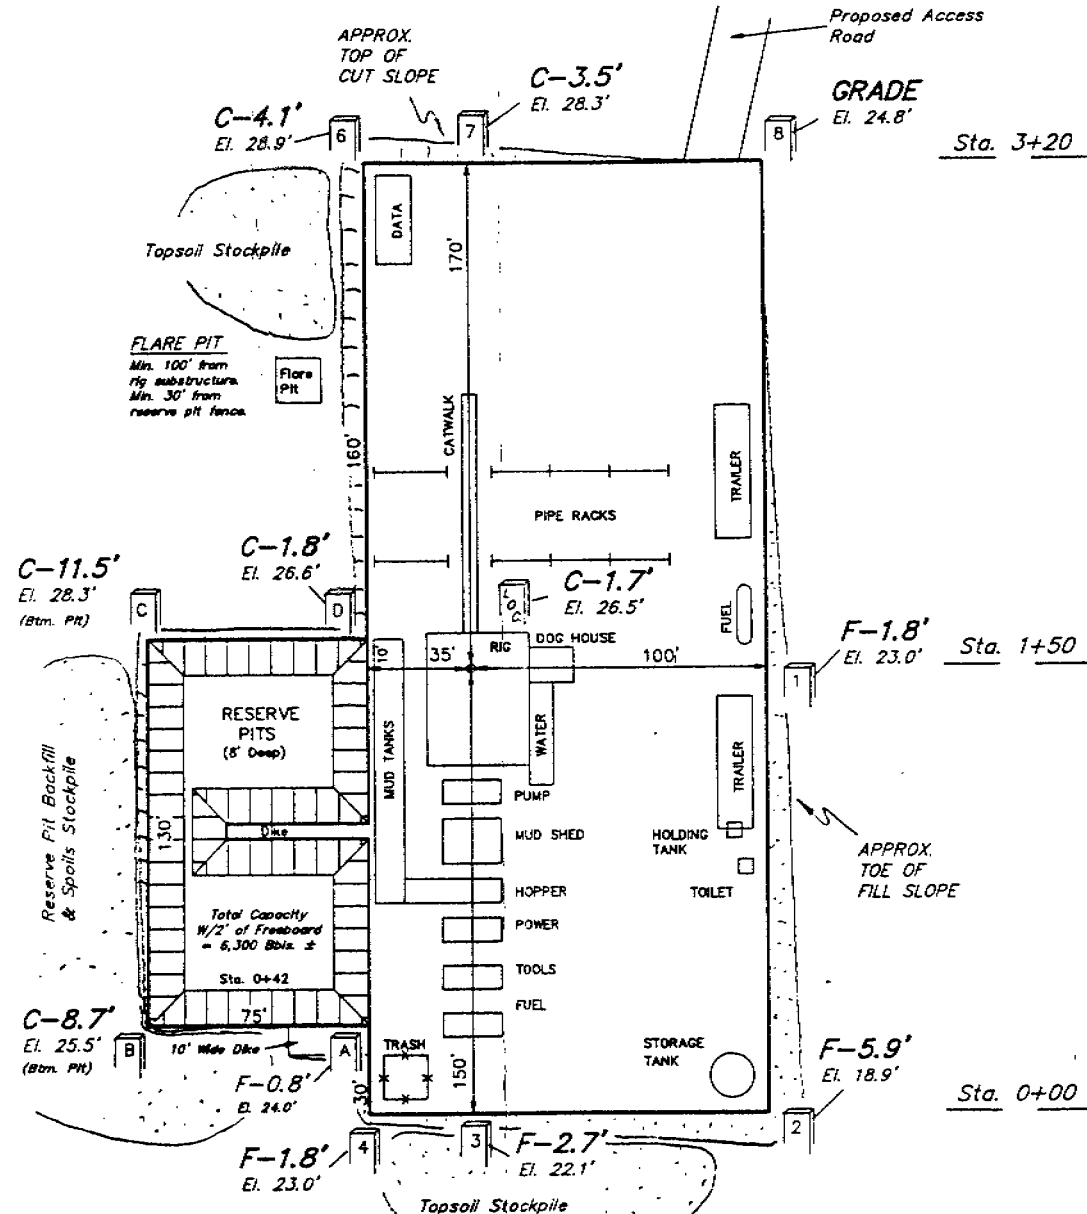 Proposed Access
Road
APPROX.
TOP OF
CUT SLOPE
C-3.5'
El. 28.3'
GRADE
El. 24.8'
C-4.1'
El. 28.9'
6
7
8
Sta. 3+20
DATA
170'
Topsoil Stockpile
FLARE PIT
Min. 100' from
rig substructure.
Min. 30' from
reserve pit fence.
Flare
Pit
CATWALK
160'
TRAILER
PIPE RACKS
C-1.8'
El. 26.6'
C-11.5'
El. 28.3'
(Btm. Pit)
C
D
LOC
C-1.7'
El. 26.5'
FUEL
RIG
DOG HOUSE
F-1.8'
El. 23.0'
Sta. 1+50
10'
35'
100'
1
RESERVE
PITS
(8' Deep)
MUD TANKS
WATER
TRAILER
Reserve Pit Backfill
& Spoils Stockpile
130'
Dike
PUMP
MUD SHED
HOLDING
TANK
TOILET
APPROX.
TOE OF
FILL SLOPE
HOPPER
Total Capacity
W/2' of Freeboard
= 6,300 Bbls. ±
POWER
Sta. 0+42
TOOLS
FUEL
75'
C-8.7'
El. 25.5'
(Btm. Pit)
B
10' Wide Dike
A
TRASH
STORAGE
TANK
F-0.8'
El. 24.0'
30'
150'
F-5.9'
El. 18.9'
Sta. 0+00
2
F-1.8'
El. 23.0'
4
3
F-2.7'
El. 22.1'
Topsoil Stockpile